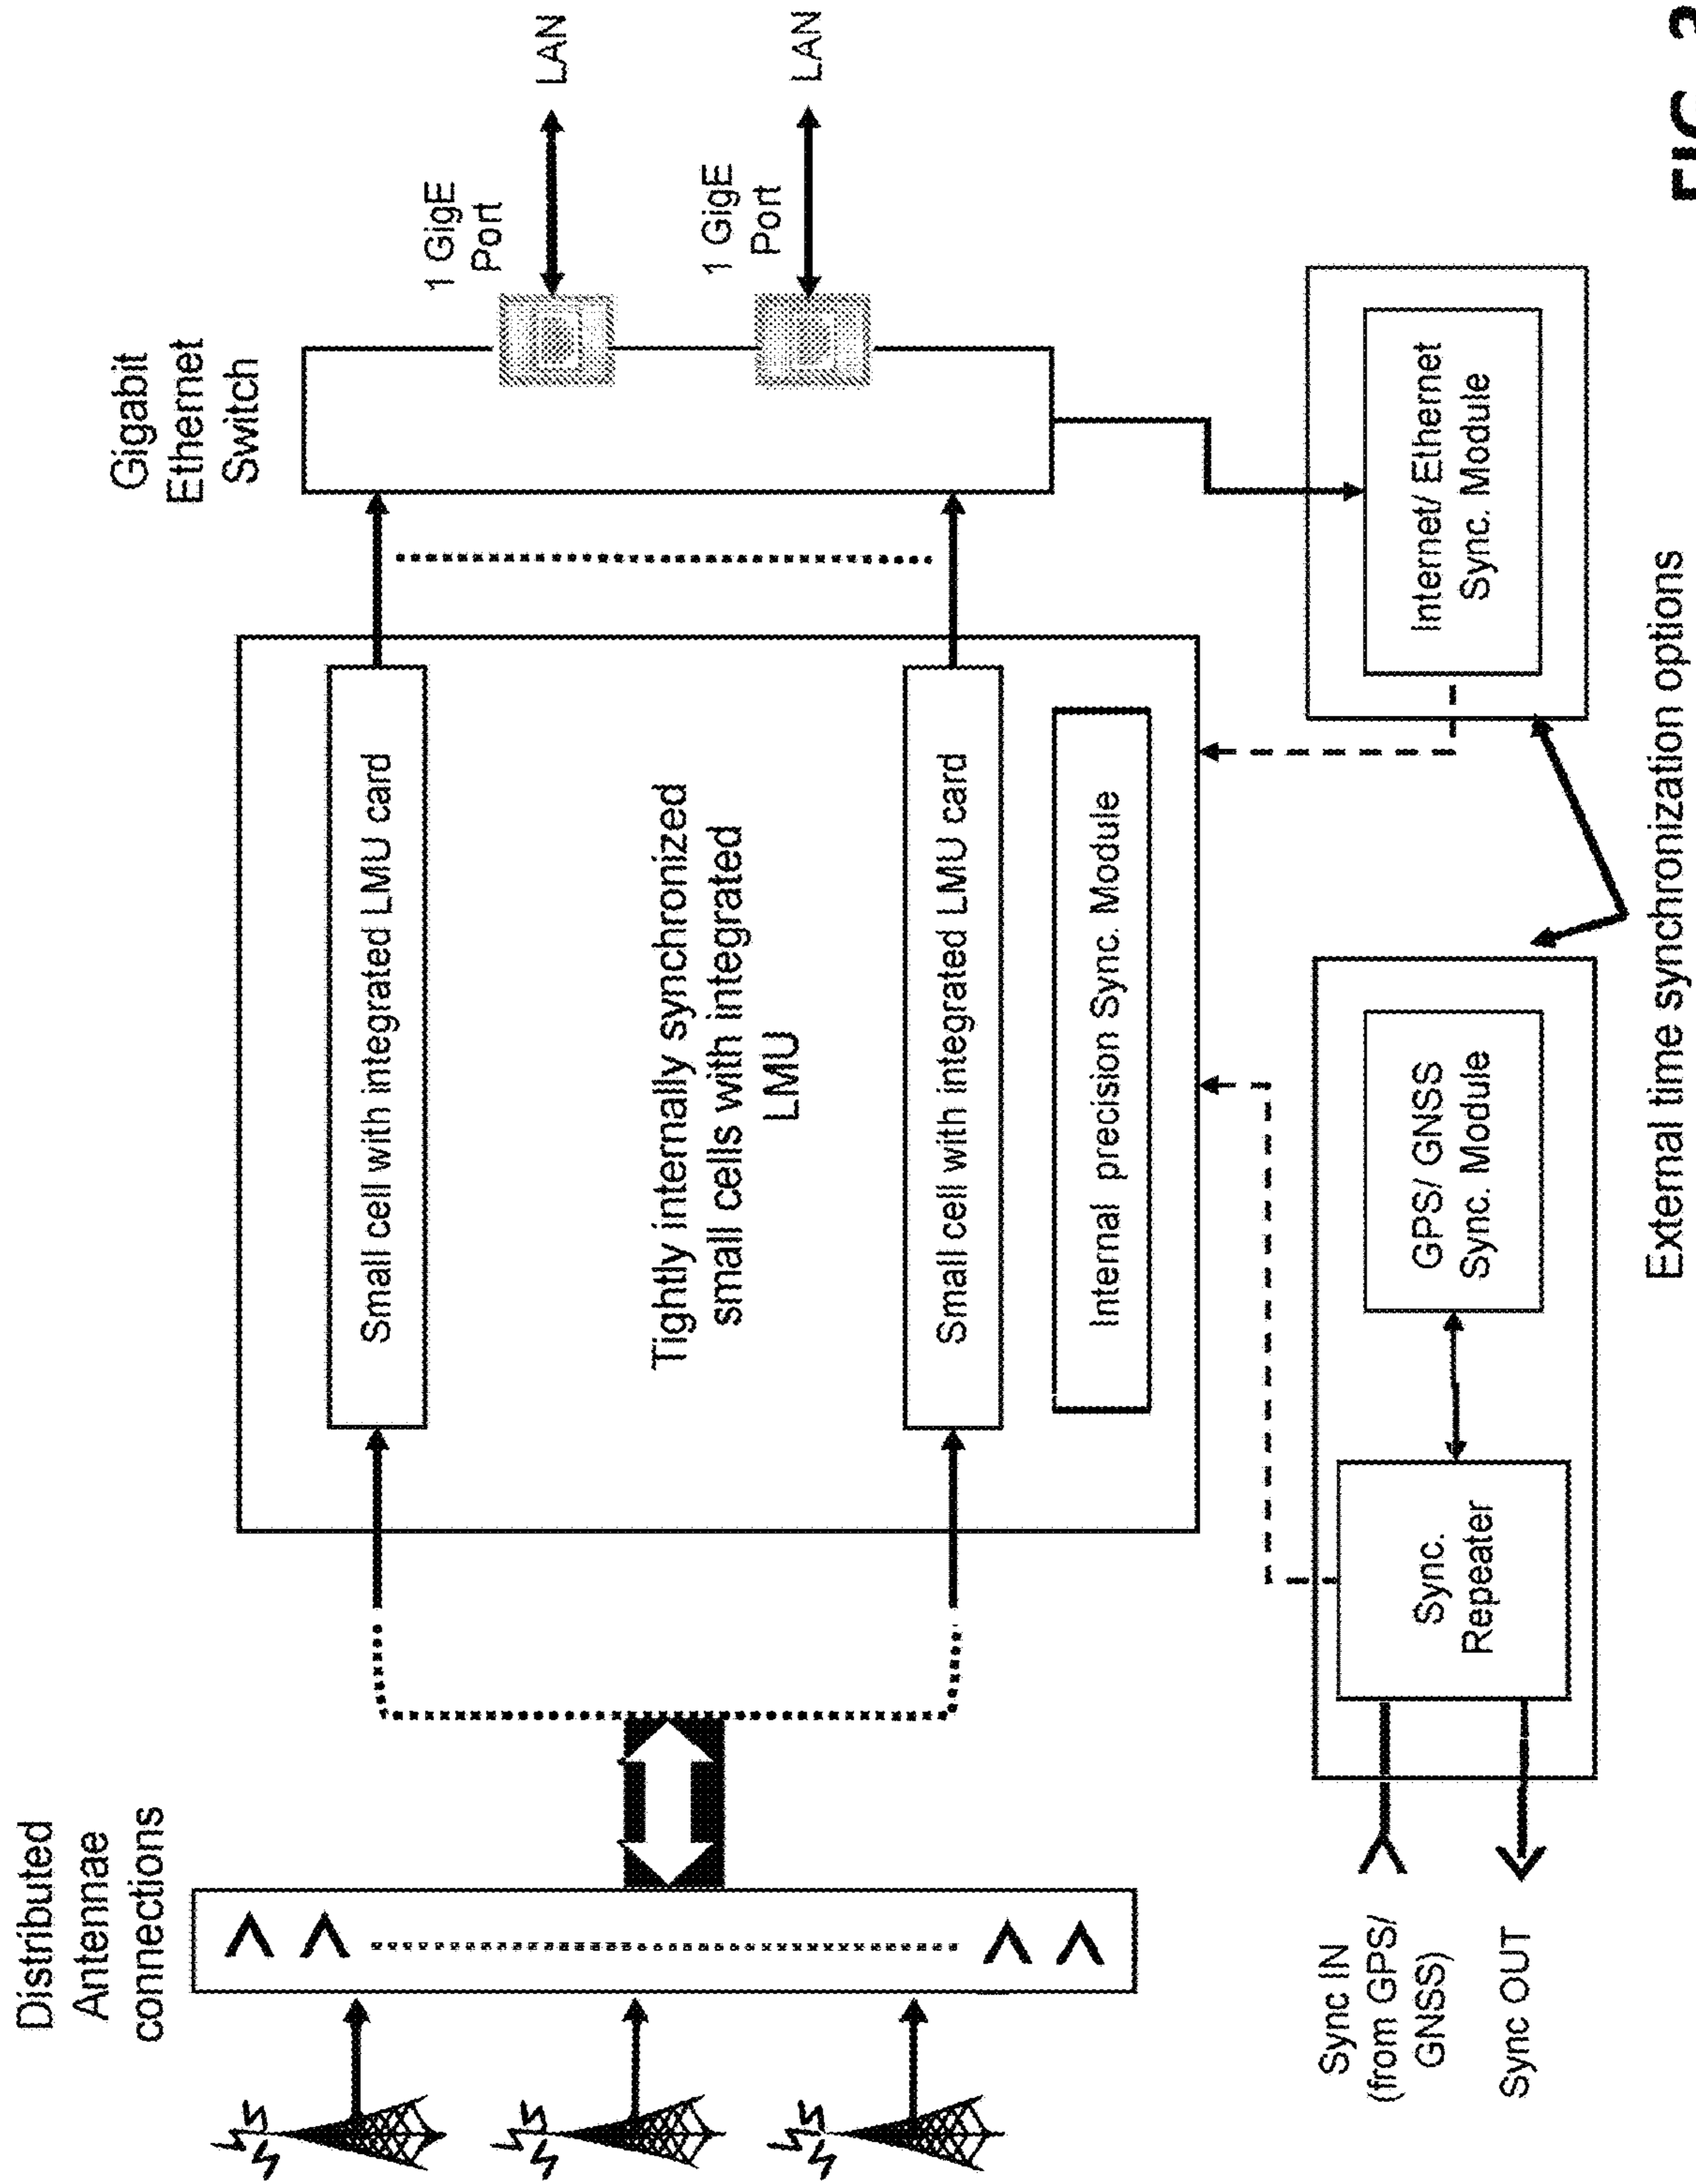 Distributed
Antennae
connections
Gigabit
Ethernet
Switch
1 GigE
Port
LAN
1 GigE
Port
LAN
Small cell with integrated LMU card
Tightly internally synchronized
small cells with integrated
LMU
Small cell with integrated LMU card
Internal precision Sync. Module
Sync IN
(from GPS/
GNSS)
Sync OUT
Sync.
Repeater
GPS/ GNSS
Sync. Module
Internet/ Ethernet
Sync. Module
External time synchronization options
FIG.